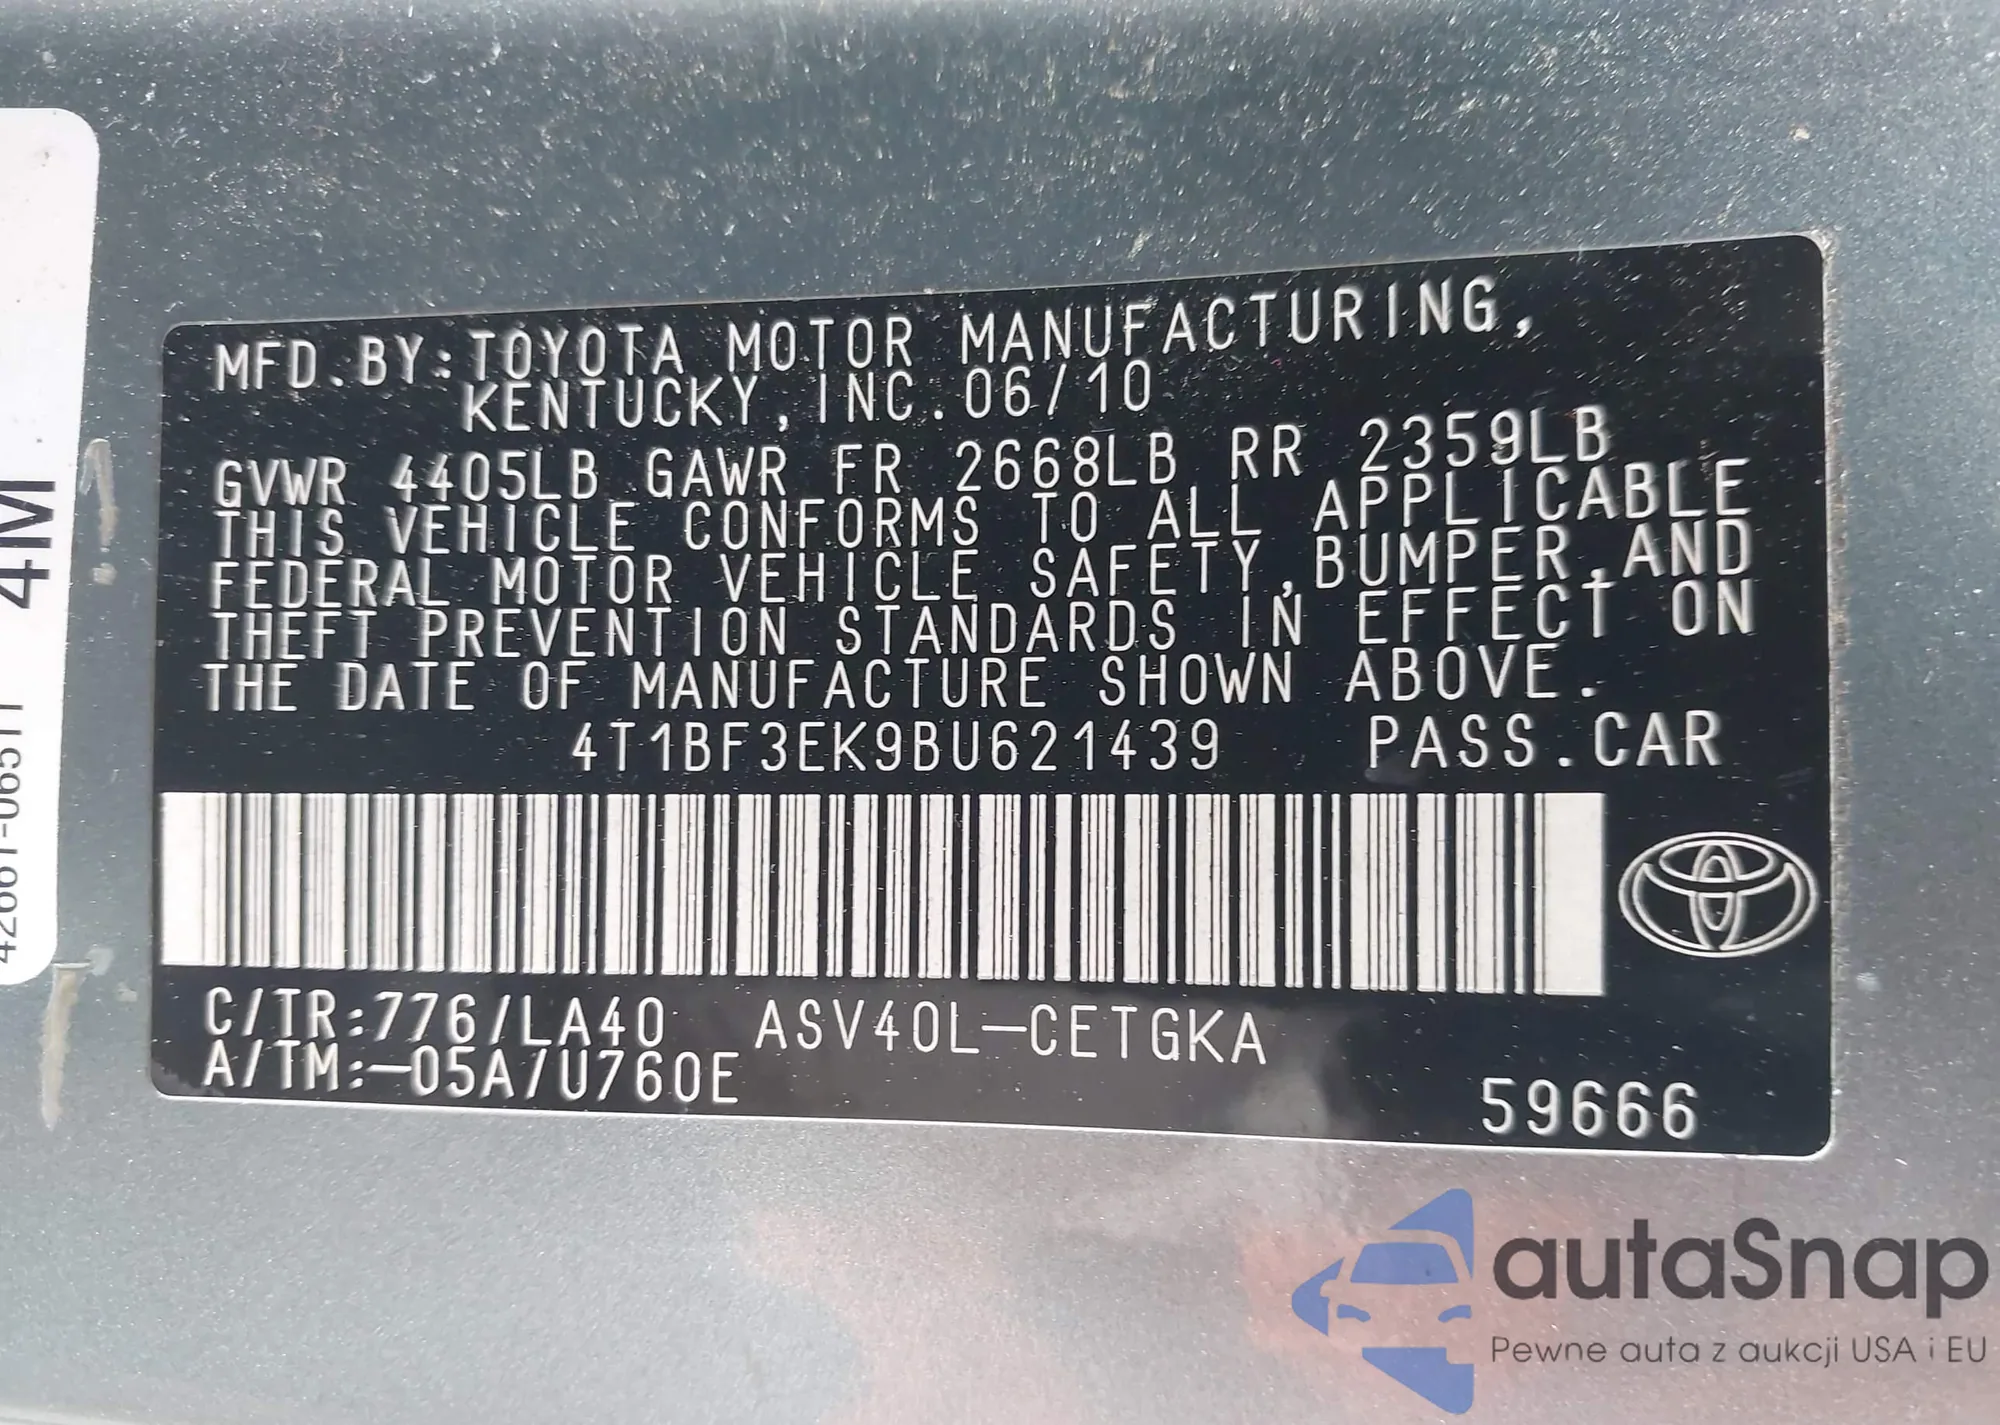 MFD.BY:TOYOTA MOTOR MANUFACTURING,
KENTUCKY,INC.06/10
GVWR 4405LB GAWR FR 2668LB RR 2359LB
THIS VEHICLE CONFORMS TO ALL APPLICABLE
FEDERAL MOTOR VEHICLE SAFETY,BUMPER,AND
THEFT PREVENTION STANDARDS IN EFFECT ON
THE DATE OF MANUFACTURE SHOWN ABOVE.
4T1BF3EK9BU621439 PASS.CAR
C/TR:776/LA40 ASV40L-CETGKA
A/TM:-05A/U760E
59666
4M
autaSnap
Pewne auta z aukcji USA i EU